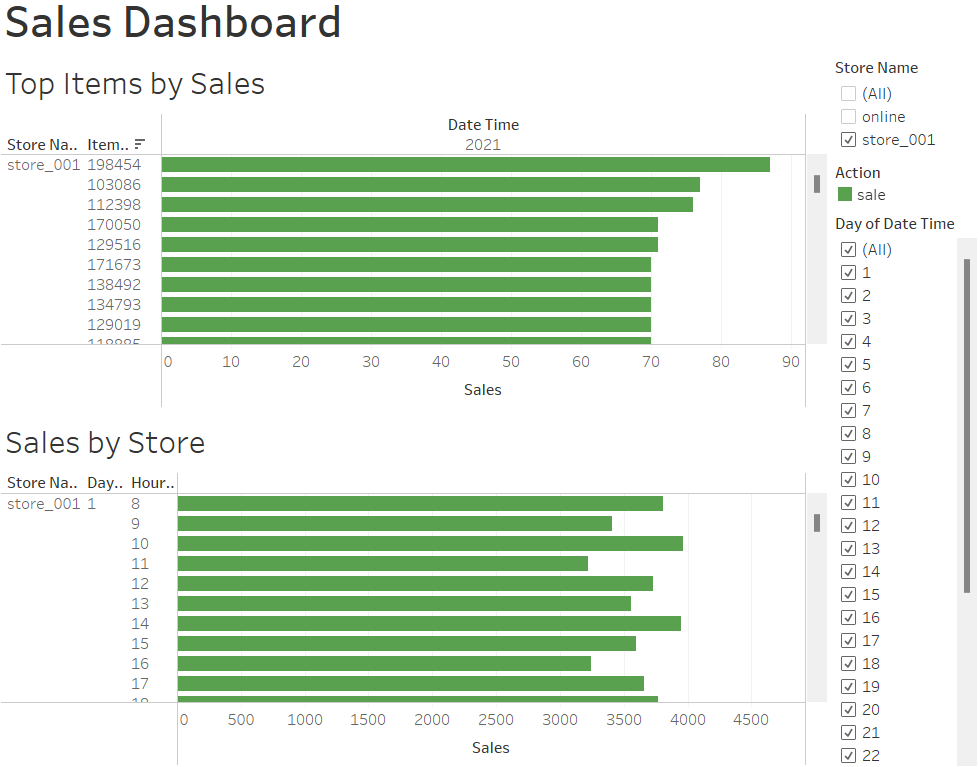 Sales Dashboard
Top Items by Sales
Date Time
Store Na.. Item..
2021
store_001 198454
103086
112398
170050
129516
171673
138492
134793
129019
118885
0 10 20 30 40 50 60 70 80 90
Sales
Sales by Store
Store Na.. Day.. Hour..
store_001 1 8
9
10
11
12
13
14
15
16
17
18
0 500 1000 1500 2000 2500 3000 3500 4000 4500
Sales
Store Name
(All)
online
store_001
Action
sale
Day of Date Time
(All)
1
2
3
4
5
6
7
8
9
10
11
12
13
14
15
16
17
18
19
20
21
22